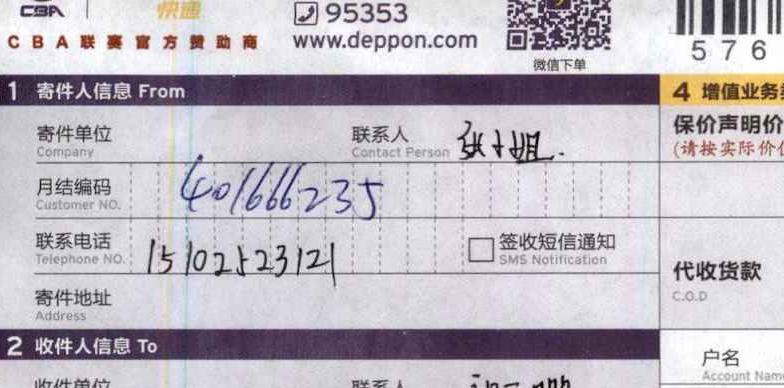 CBA 快递 95353
CBA联赛官方赞助商 www.deppon.com
微信下单
576
1 寄件人信息 From
4 增值业务
寄件单位 Company
联系人 Contact Person 张小姐.
保价声明价
(请按实际价
月结编码 Customer NO. 401666235
联系电话 Telephone NO. 15102523121
签收短信通知 SMS Notification
代收货款 C.O.D
寄件地址 Address
2 收件人信息 To
户名 Account Name
收件单位 联系人